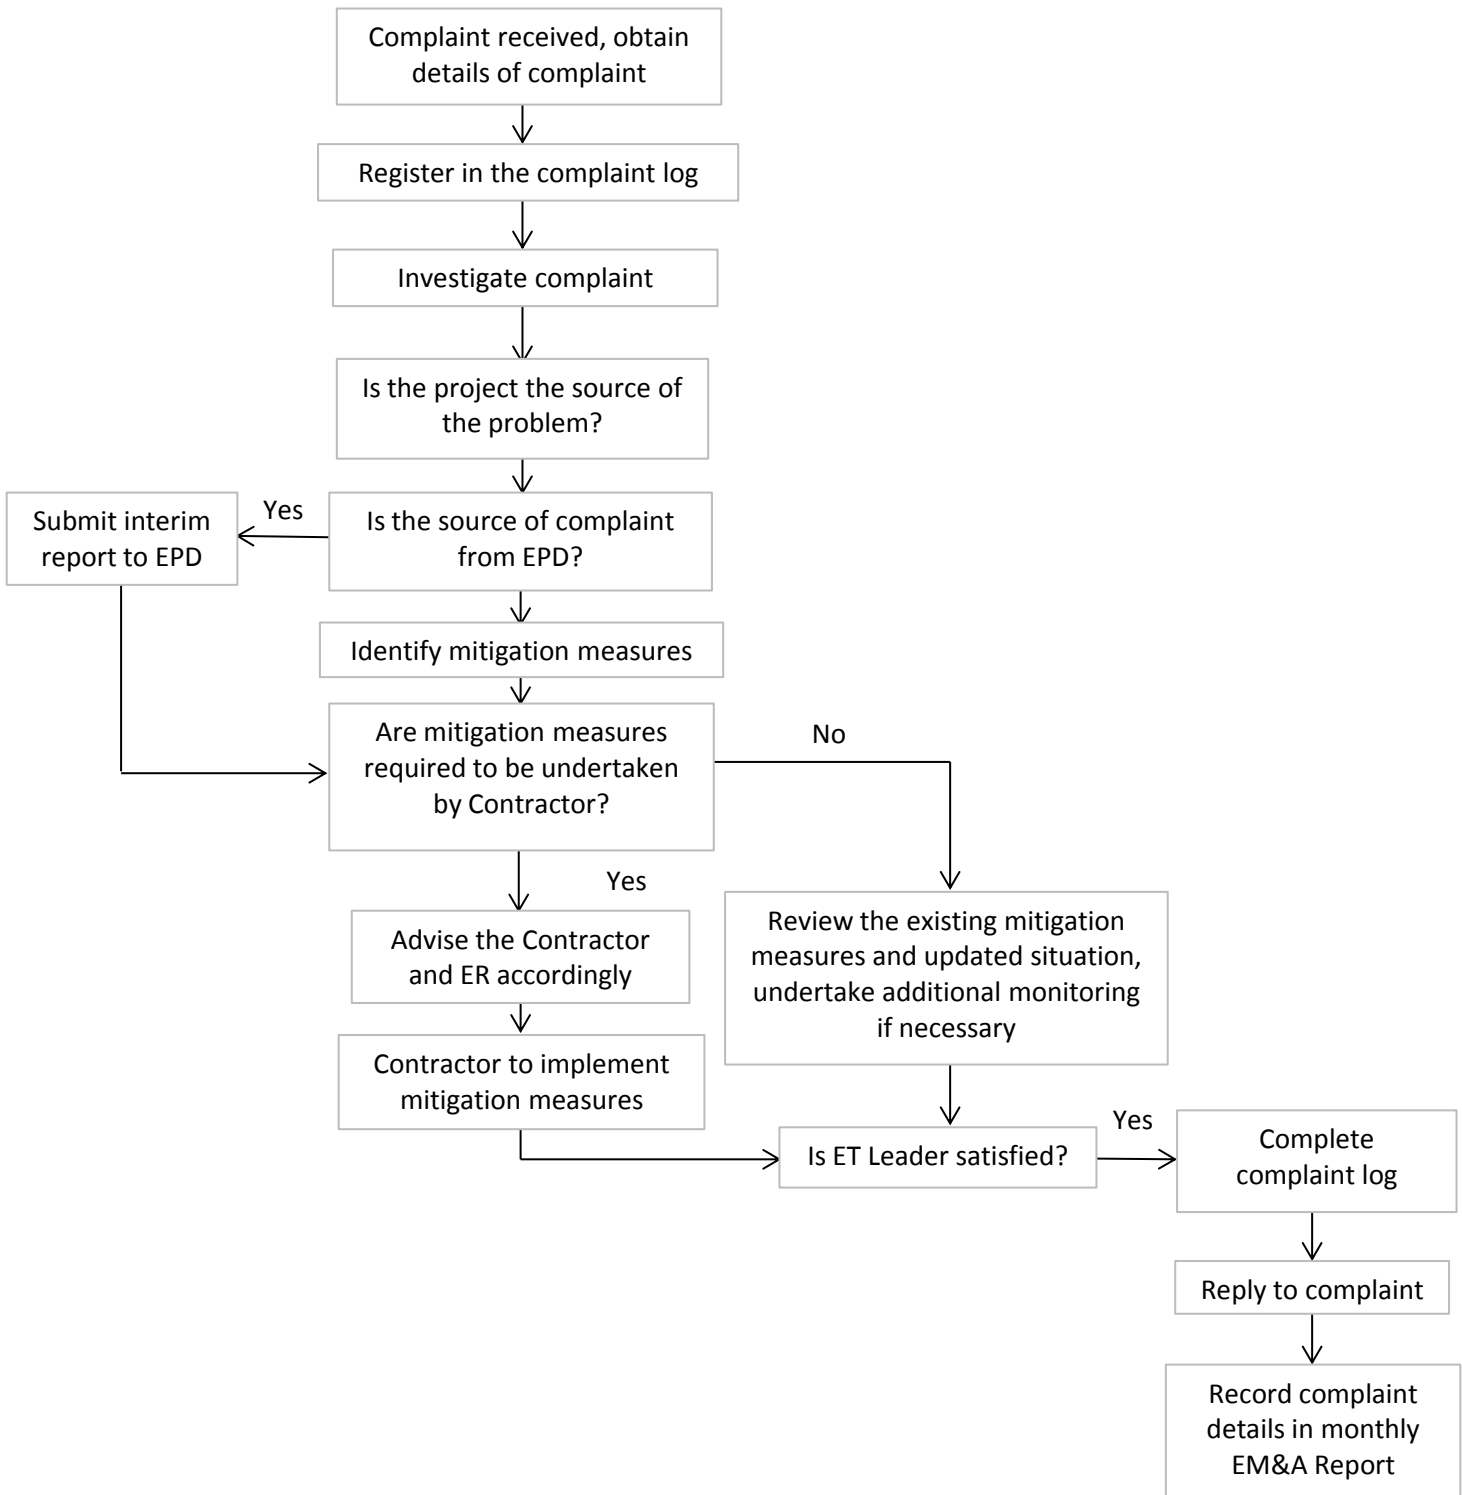 Complaint received, obtain
details of complaint
Register in the complaint log
Investigate complaint
Is the project the source of
the problem?
Submit interim
report to EPD
Yes
Is the source of complaint
from EPD?
Identify mitigation measures
Are mitigation measures
required to be undertaken
by Contractor?
No
Yes
Advise the Contractor
and ER accordingly
Review the existing mitigation
measures and updated situation,
undertake additional monitoring
if necessary
Contractor to implement
mitigation measures
Is ET Leader satisfied?
Yes
Complete
complaint log
Reply to complaint
Record complaint
details in monthly
EM&A Report